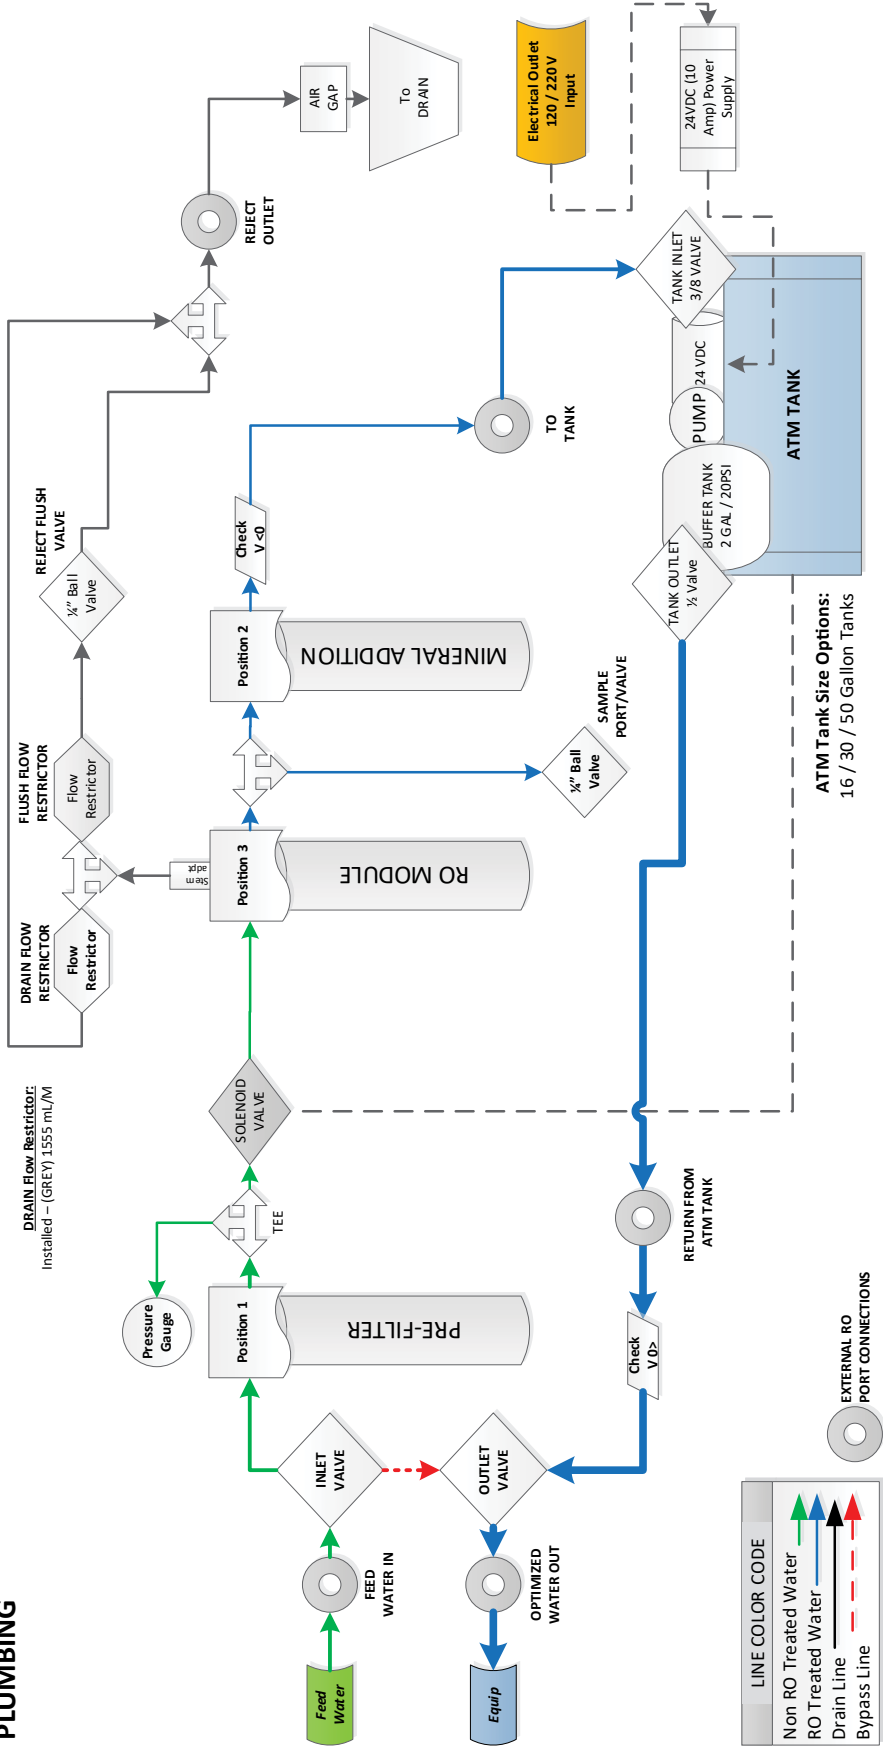 PLUMBING
DRAIN Flow Restrictor:
Installed – (GREY) 1555 mL/M
DRAIN FLOW
RESTRICTOR
Flow
Restrictor
FLUSH FLOW
RESTRICTOR
Flow
Restrictor
REJECT FLUSH
VALVE
¼" Ball
Valve
REJECT
OUTLET
AIR
GAP
To
DRAIN
Stem
adpt
Pressure
Gauge
TEE
SOLENOID
VALVE
Position 1
PRE-FILTER
Position 3
RO MODULE
Position 2
MINERAL ADDITION
Check
V <0
SAMPLE
PORT/VALVE
¼" Ball
Valve
TO
TANK
Feed
Water
FEED
WATER IN
INLET
VALVE
OUTLET
VALVE
Equip
OPTIMIZED
WATER OUT
Check
V 0>
RETURN FROM
ATM TANK
TANK OUTLET
½ Valve
BUFFER TANK
2 GAL / 20PSI
PUMP
24 VDC
TANK INLET
3/8 VALVE
ATM TANK
Electrical Outlet
120 / 220V
Input
24VDC (10
Amp) Power
Supply
ATM Tank Size Options:
16 / 30 / 50 Gallon Tanks
LINE COLOR CODE
Non RO Treated Water
RO Treated Water
Drain Line
Bypass Line
EXTERNAL RO
PORT CONNECTIONS